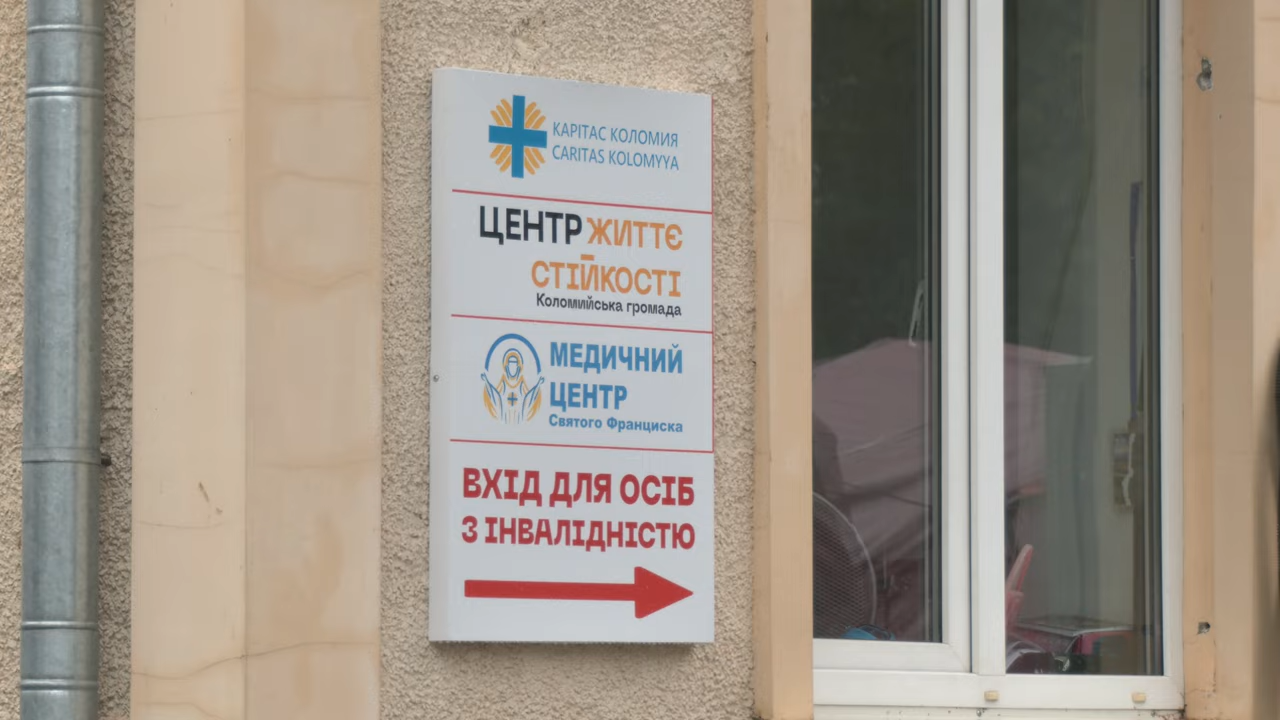 КАРІТАС КОЛОМИЯ
CARITAS KOLOMYYA
ЦЕНТР ЖИТТЄ
СТІЙКОСТІ
Коломийська громада
МЕДИЧНИЙ
ЦЕНТР
Святого Франциска
ВХІД ДЛЯ ОСІБ
З ІНВАЛІДНІСТЮ